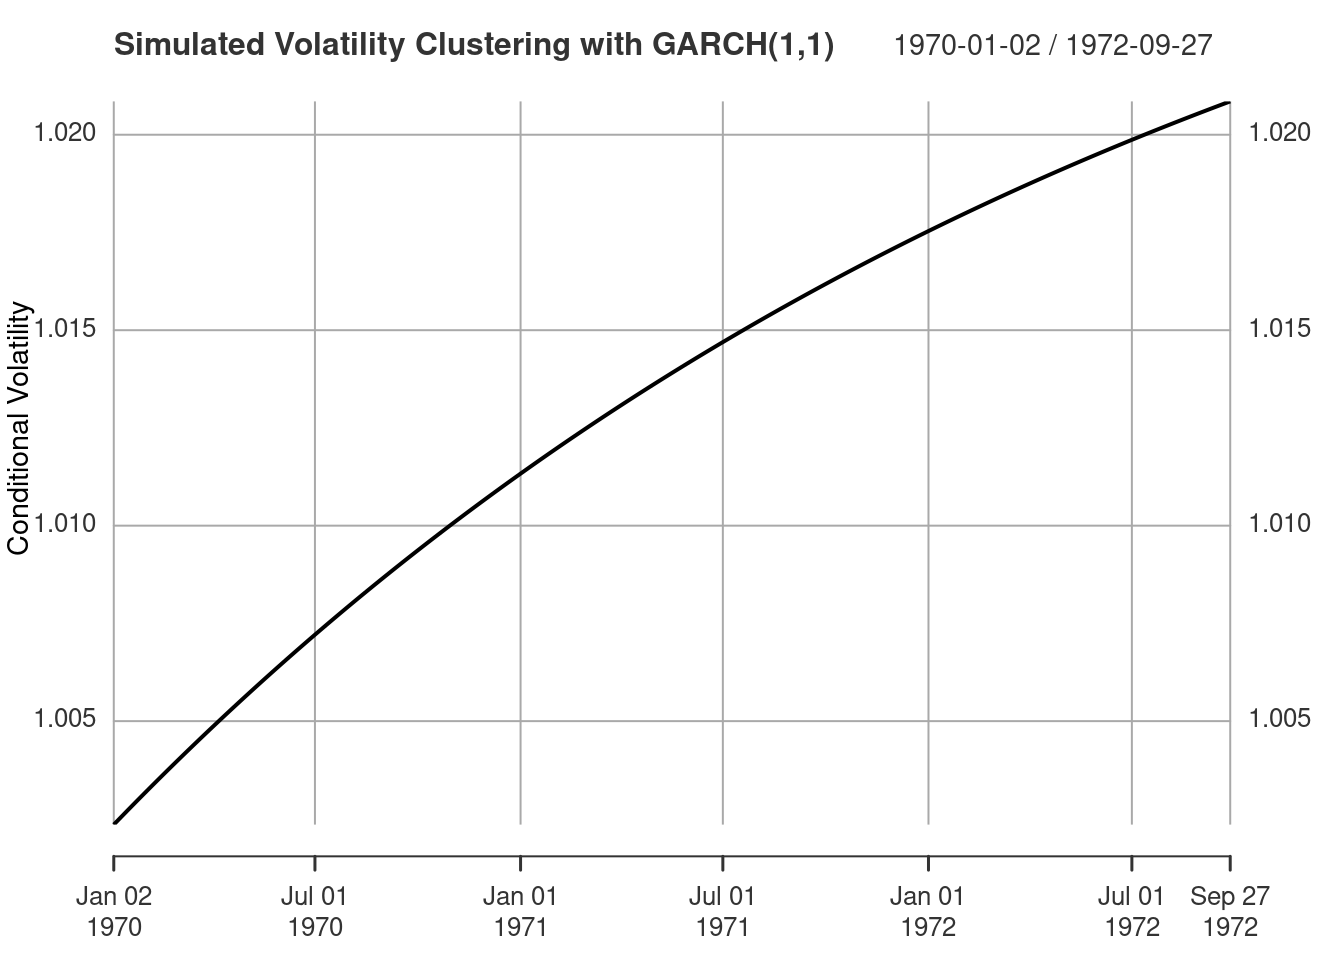 Simulated Volatility Clustering with GARCH(1,1) 1970-01-02 / 1972-09-27
Conditional Volatility
1.020 1.020
1.015 1.015
1.010 1.010
1.005 1.005
Jan 02 Jul 01 Jan 01 Jul 01 Jan 01 Jul 01 Sep 27
1970 1970 1971 1971 1972 1972 1972